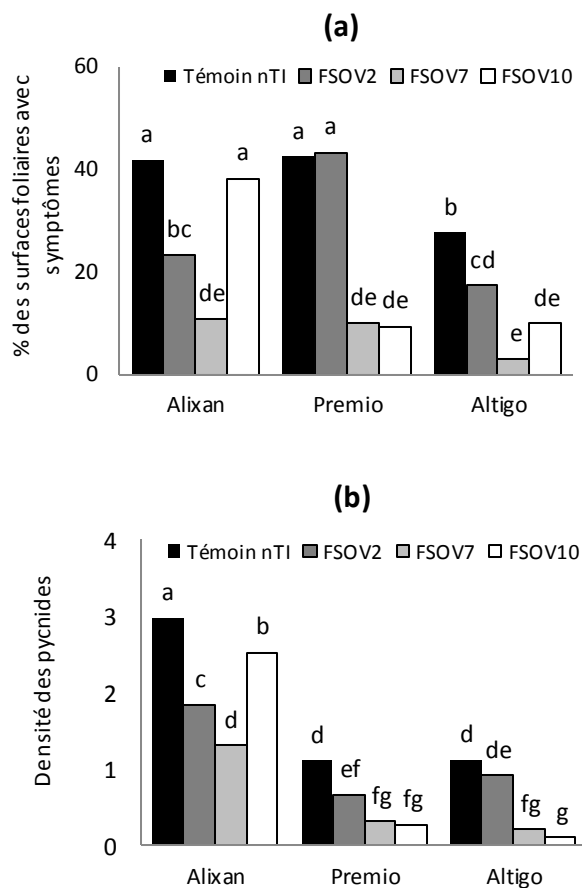 (a)
% des surfaces foliaires avec
symptômes
60
40
20
0
Témoin nTI FSOV2 FSOV7 FSOV10
a bc de a
a a de de
b cd e de
Alixan Premio Altigo
(b)
Densité des pycnides
4
3
2
1
0
Témoin nTI FSOV2 FSOV7 FSOV10
a c d b
d ef fg fg
d de fg g
Alixan Premio Altigo